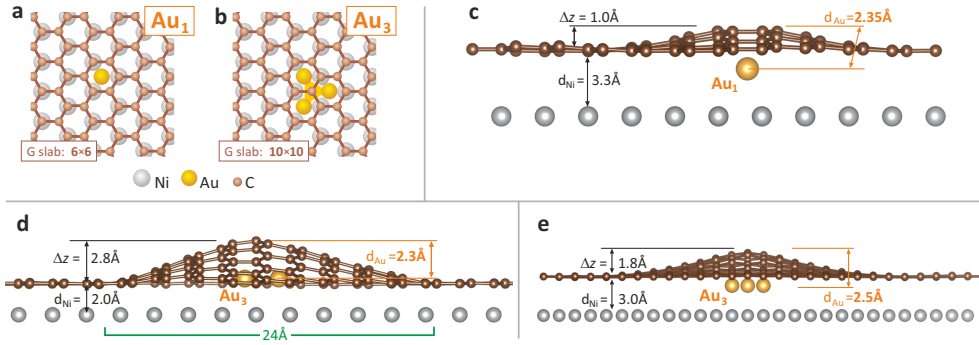 a
Au1
G slab: 6×6
b
Au3
G slab: 10×10
Ni
Au
C
c
Δz = 1.0Å
dNi = 3.3Å
dAu=2.35Å
Au1
d
Δz = 2.8Å
dNi = 2.0Å
dAu=2.3Å
Au3
24Å
e
Δz = 1.8Å
dNi = 3.0Å
Au3
dAu=2.5Å